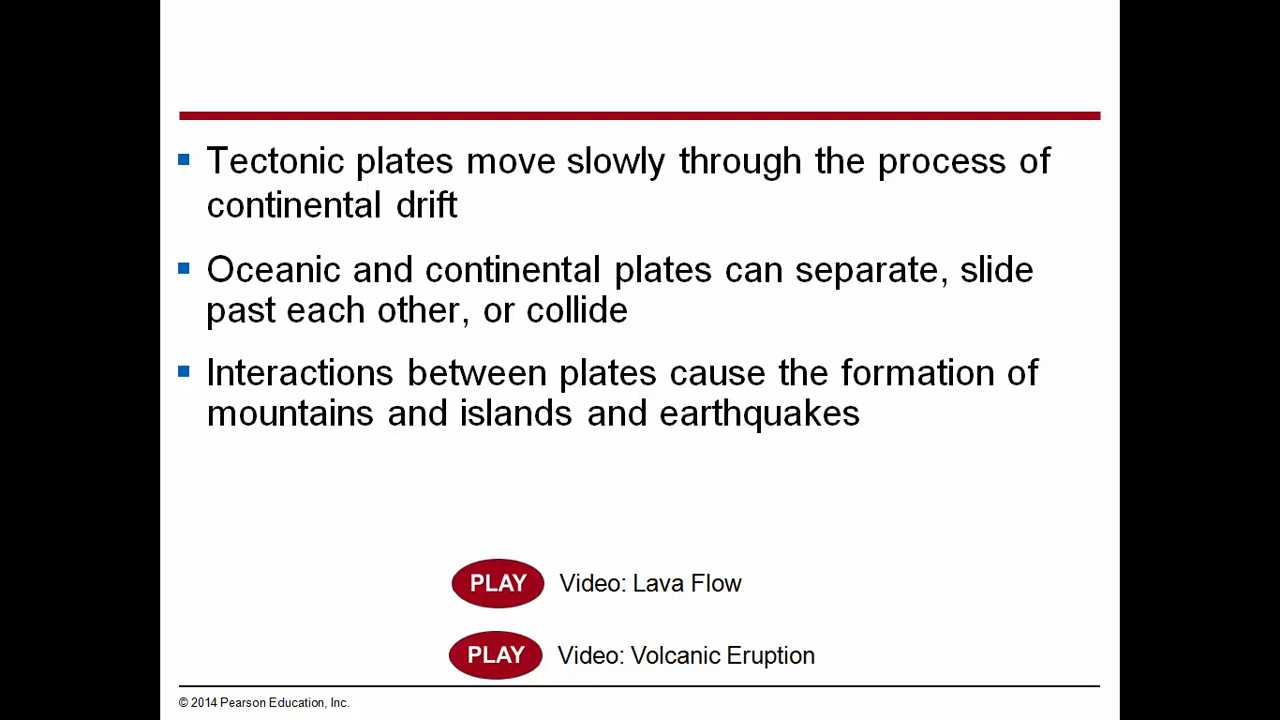 Tectonic plates move slowly through the process of
continental drift
Oceanic and continental plates can separate, slide
past each other, or collide
Interactions between plates cause the formation of
mountains and islands and earthquakes
PLAY Video: Lava Flow
PLAY Video: Volcanic Eruption
© 2014 Pearson Education, Inc.